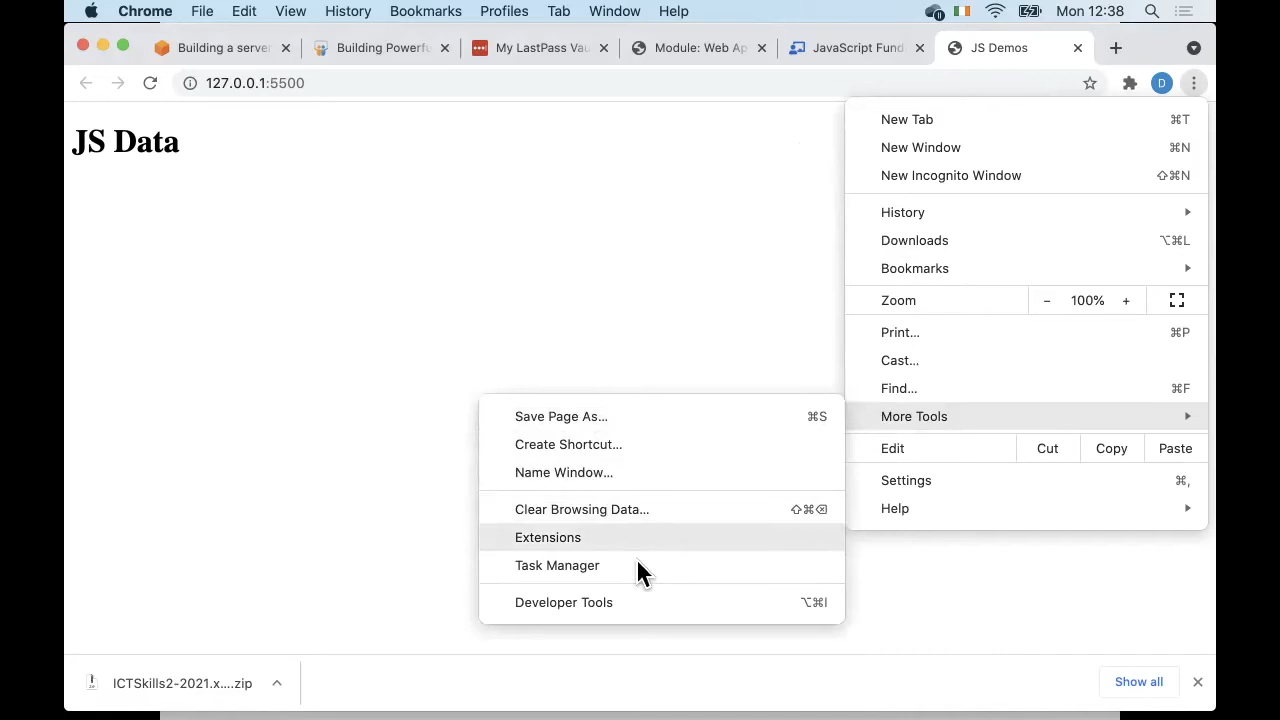 Chrome File Edit View History Bookmarks Profiles Tab Window Help Mon 12:38
Building a serve Building Powerfu My LastPass Vau Module: Web Ap JavaScript Fund JS Demos
127.0.0.1:5500 D
JS Data
New Tab ⌘T
New Window ⌘N
New Incognito Window ⇧⌘N
History
Downloads ⌥⌘L
Bookmarks
Zoom − 100% +
Print... ⌘P
Cast...
Find... ⌘F
More Tools
Edit Cut Copy Paste
Settings ⌘,
Help
Save Page As... ⌘S
Create Shortcut...
Name Window...
Clear Browsing Data... ⇧⌘⌫
Extensions
Task Manager
Developer Tools ⌥⌘I
ICTSkills2-2021.x....zip Show all